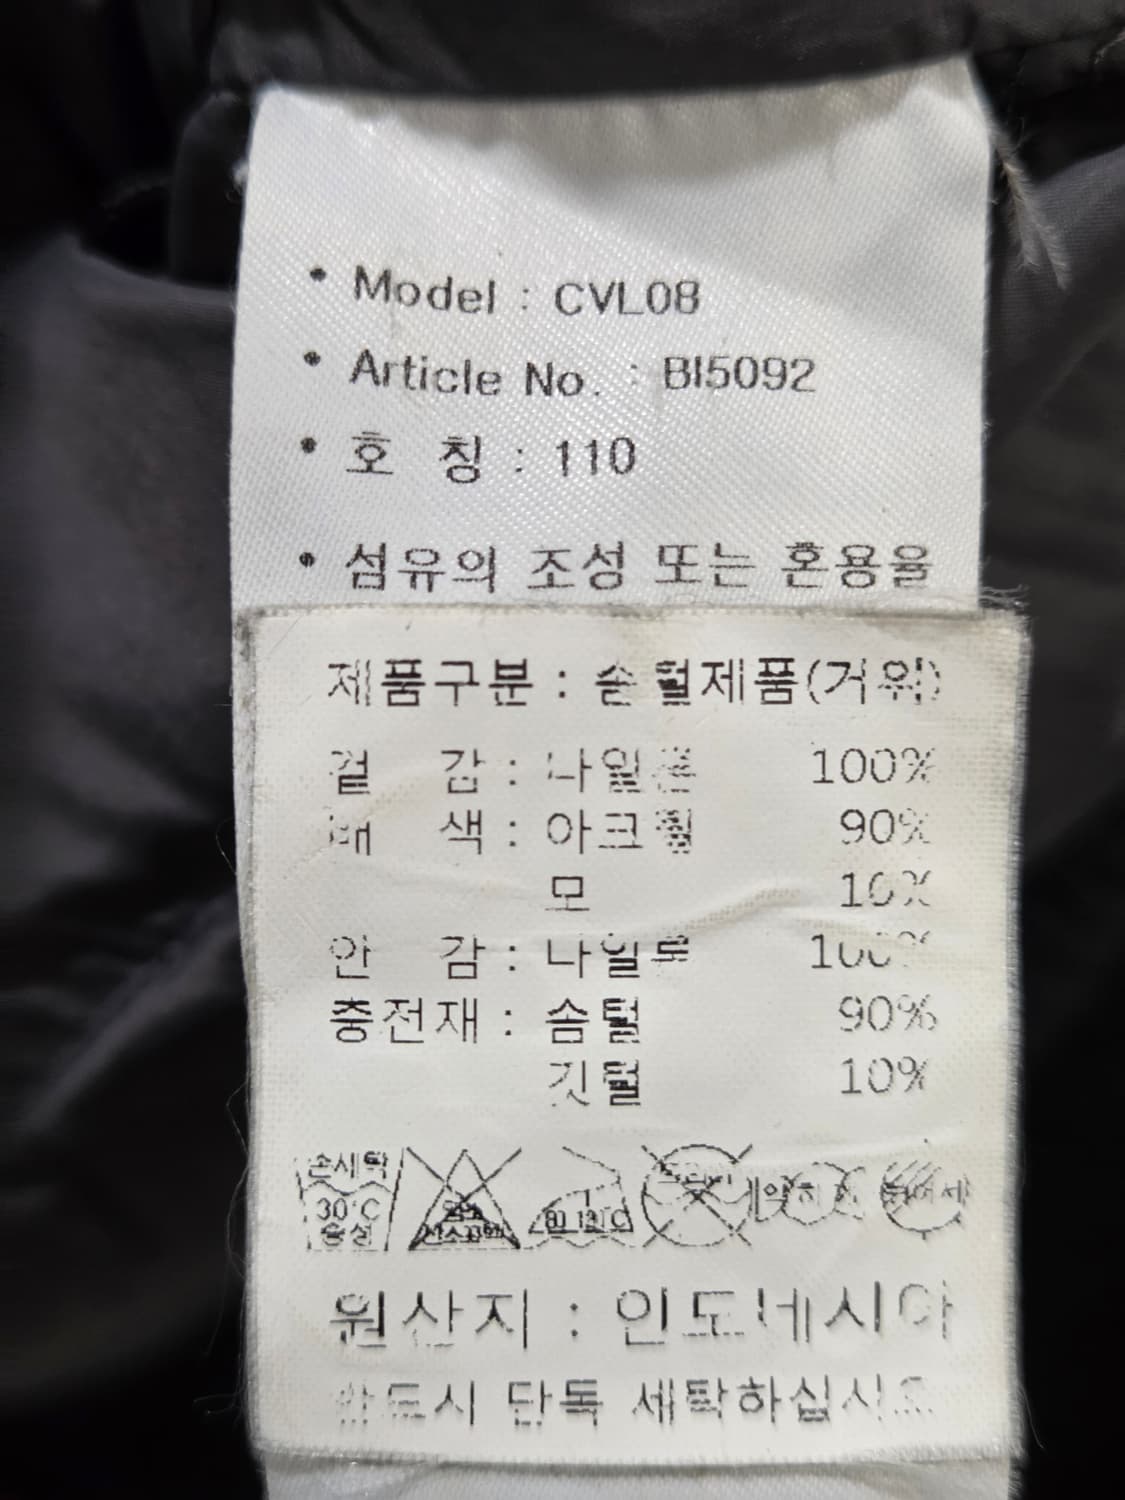 • Model : CVL08
• Article No. : BI5092
• 호 칭 : 110
• 섬유의 조성 또는 혼용율
제품구분 : 솜털제품(거위)
겉 감 : 나일론 100%
배 색 : 아크릴 90%
모 10%
안 감 : 나일론 100%
충전재 : 솜털 90%
깃털 10%
손세탁
30℃
중성
원산지 : 인도네시아
단독 세탁하십시오